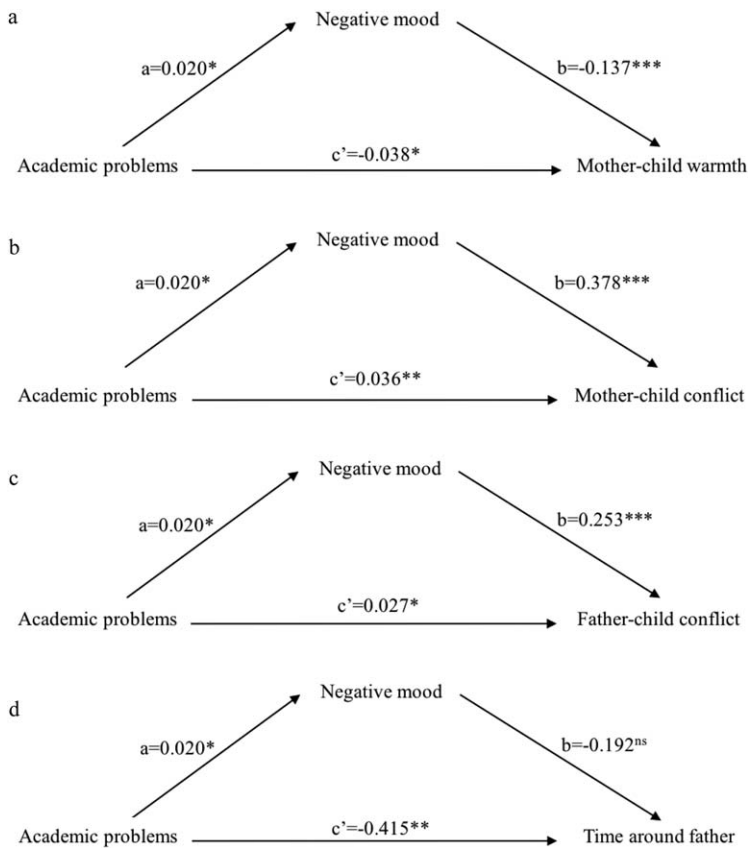 a
Negative mood
a=0.020*
b=-0.137***
c’=-0.038*
Academic problems
Mother-child warmth
b
Negative mood
a=0.020*
b=0.378***
c’=0.036**
Academic problems
Mother-child conflict
c
Negative mood
a=0.020*
b=0.253***
c’=0.027*
Academic problems
Father-child conflict
d
Negative mood
a=0.020*
b=-0.192ⁿˢ
c’=-0.415**
Academic problems
Time around father